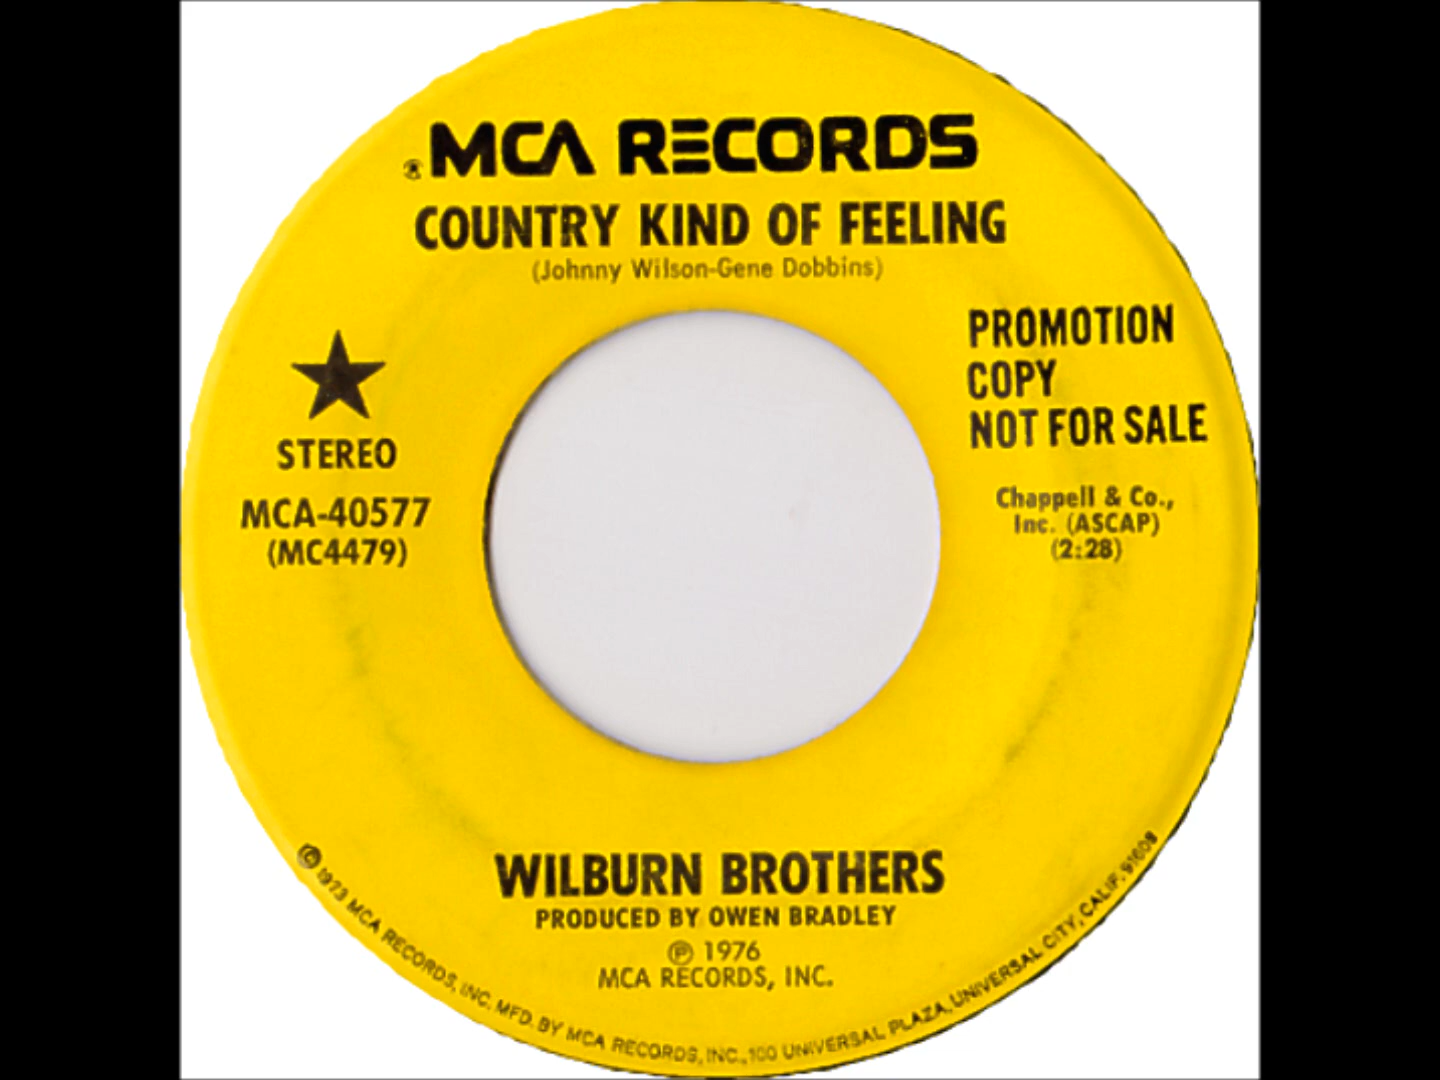 MCA RECORDS
COUNTRY KIND OF FEELING
(Johnny Wilson-Gene Dobbins)
STEREO
MCA-40577
(MC4479)
PROMOTION
COPY
NOT FOR SALE
Chappell & Co.,
Inc. (ASCAP)
(2:28)
WILBURN BROTHERS
PRODUCED BY OWEN BRADLEY
℗ 1976
MCA RECORDS, INC.
© 1973 MCA RECORDS, INC. MFD. BY MCA RECORDS, INC., 100 UNIVERSAL PLAZA, UNIVERSAL CITY, CALIF. 91608